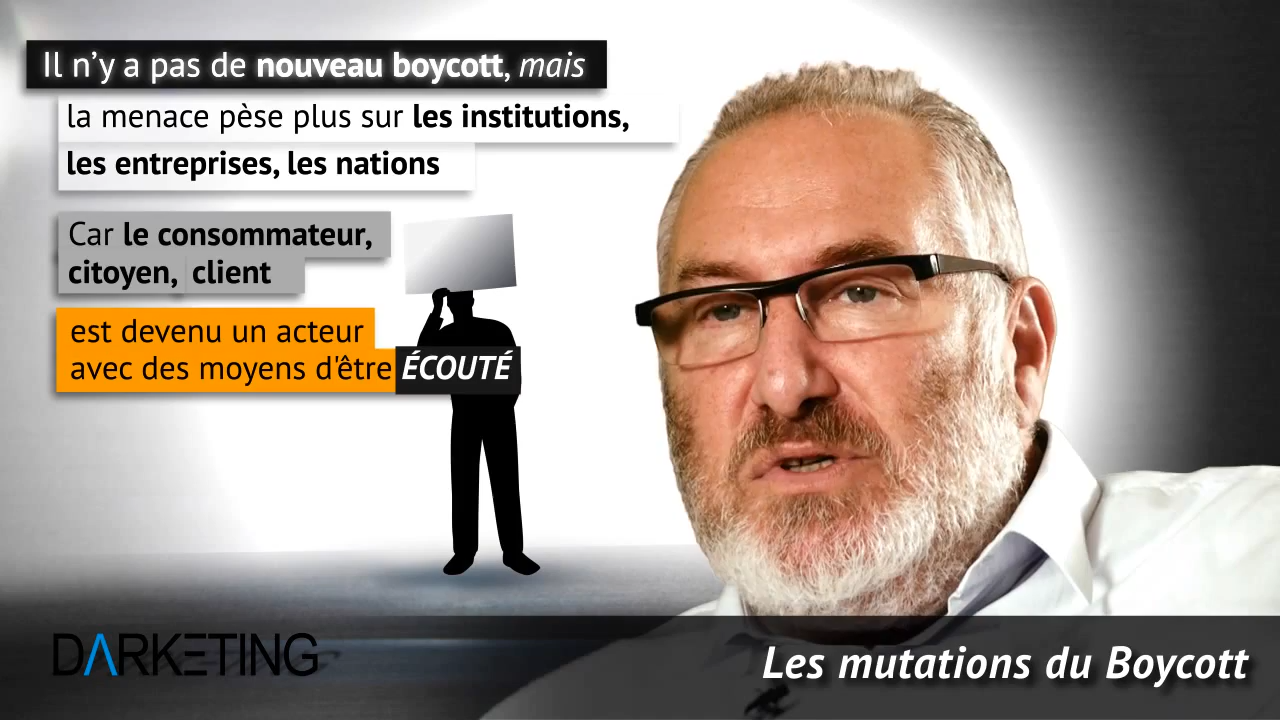 Il n’y a pas de nouveau boycott, mais
la menace pèse plus sur les institutions,
les entreprises, les nations
Car le consommateur,
citoyen, client
est devenu un acteur
avec des moyens d'être ÉCOUTÉ
DARKETING
Les mutations du Boycott